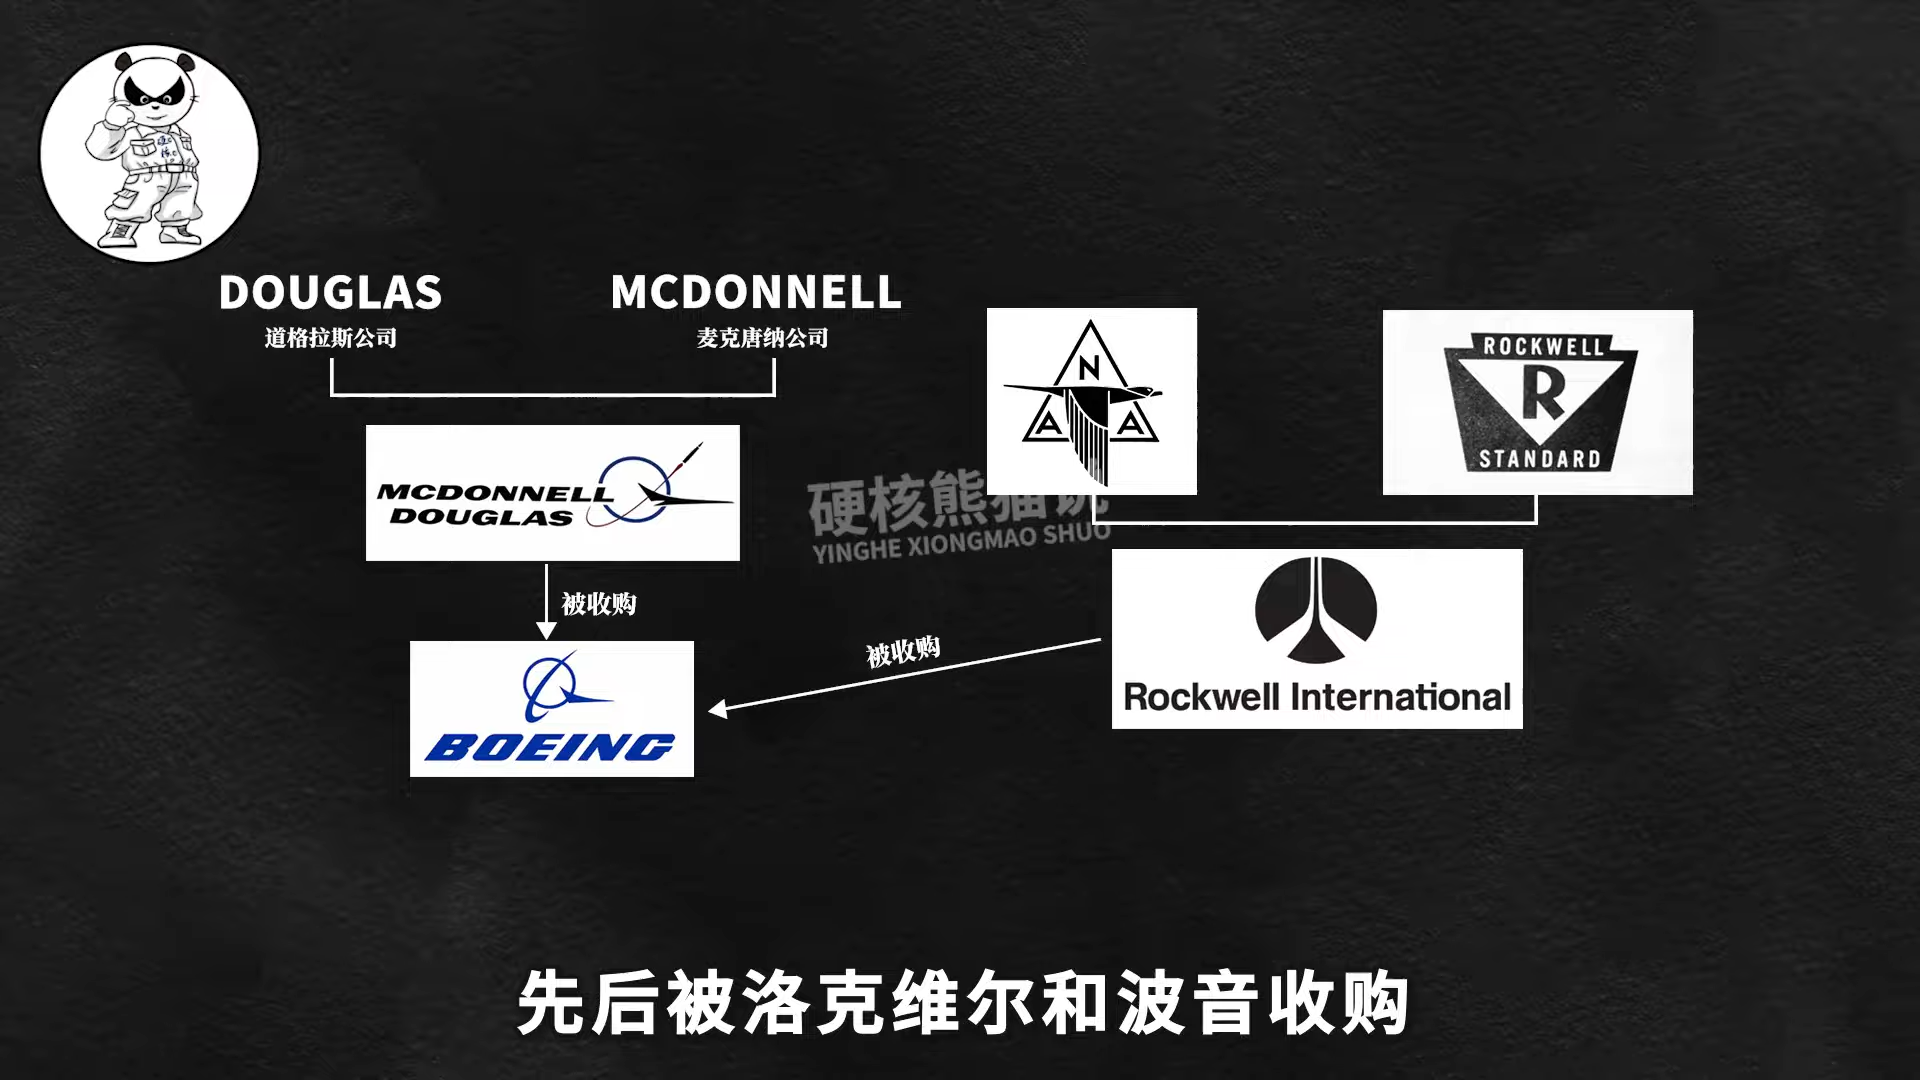 DOUGLAS
道格拉斯公司
MCDONNELL
麦克唐纳公司
N
A A
ROCKWELL
R
STANDARD
MCDONNELL
DOUGLAS
硬核熊猫说
YINGHE XIONGMAO SHUO
被收购
BOEING
被收购
Rockwell International
先后被洛克维尔和波音收购